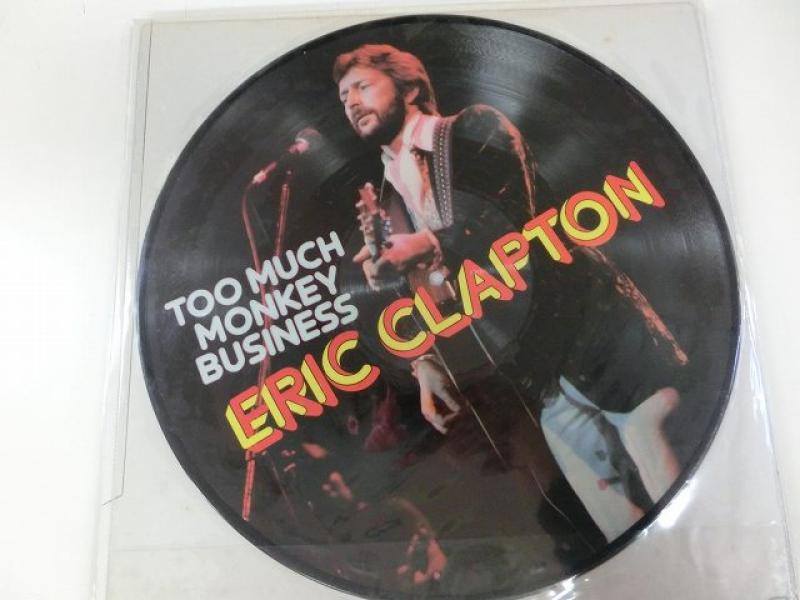 TOO MUCH
MONKEY
BUSINESS
ERIC CLAPTON